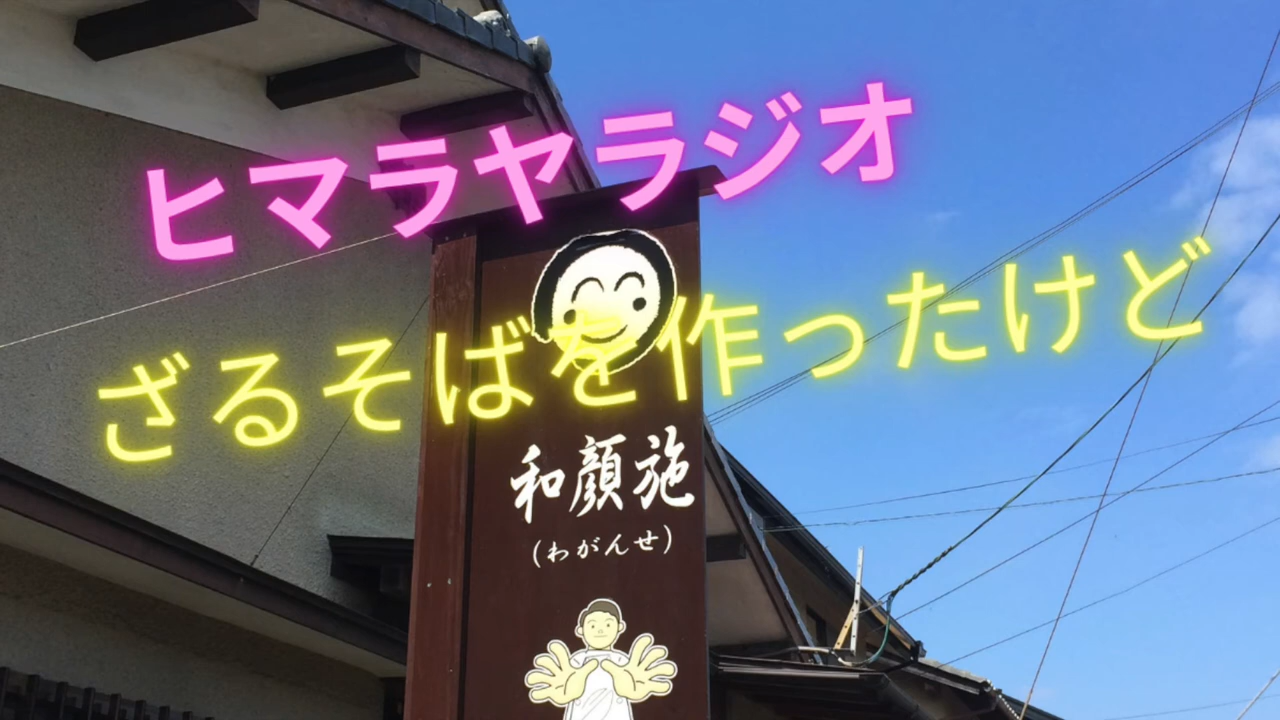 ヒマラヤラジオ
ざるそばを作ったけど
和顔施
(わがんせ)